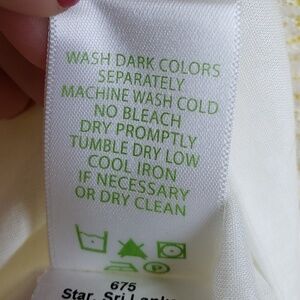 WASH DARK COLORS
SEPARATELY
MACHINE WASH COLD
NO BLEACH
DRY PROMPTLY
TUMBLE DRY LOW
COOL IRON
IF NECESSARY
OR DRY CLEAN
P
675
Star, Sri Lanka